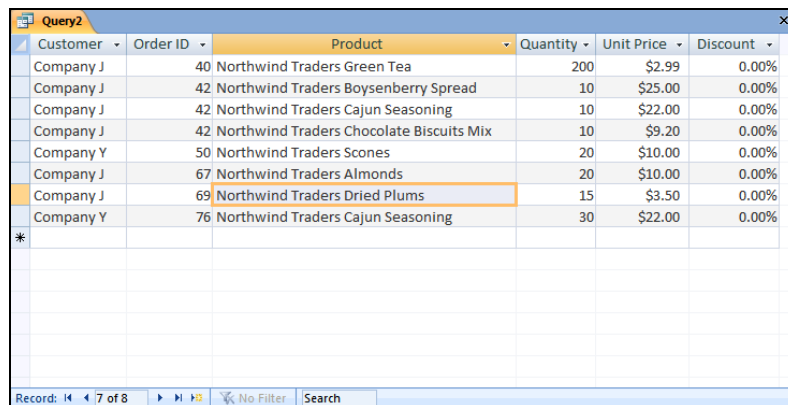 Query2
Customer Order ID Product Quantity Unit Price Discount
Company J 40 Northwind Traders Green Tea 200 $2.99 0.00%
Company J 42 Northwind Traders Boysenberry Spread 10 $25.00 0.00%
Company J 42 Northwind Traders Cajun Seasoning 10 $22.00 0.00%
Company J 42 Northwind Traders Chocolate Biscuits Mix 10 $9.20 0.00%
Company Y 50 Northwind Traders Scones 20 $10.00 0.00%
Company J 67 Northwind Traders Almonds 20 $10.00 0.00%
Company J 69 Northwind Traders Dried Plums 15 $3.50 0.00%
Company Y 76 Northwind Traders Cajun Seasoning 30 $22.00 0.00%
Record: 7 of 8 No Filter Search